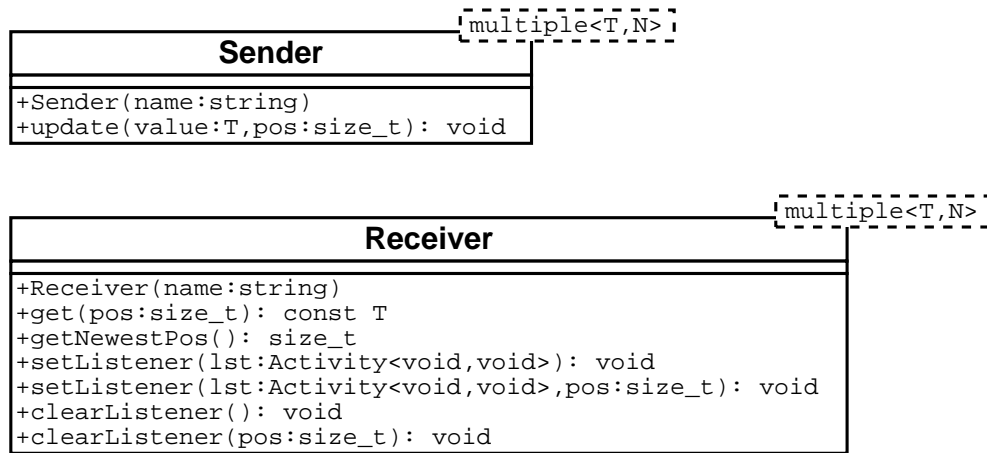 multiple<T,N>
Sender
+Sender(name:string)
+update(value:T,pos:size_t): void
multiple<T,N>
Receiver
+Receiver(name:string)
+get(pos:size_t): const T
+getNewestPos(): size_t
+setListener(lst:Activity<void,void>): void
+setListener(lst:Activity<void,void>,pos:size_t): void
+clearListener(): void
+clearListener(pos:size_t): void